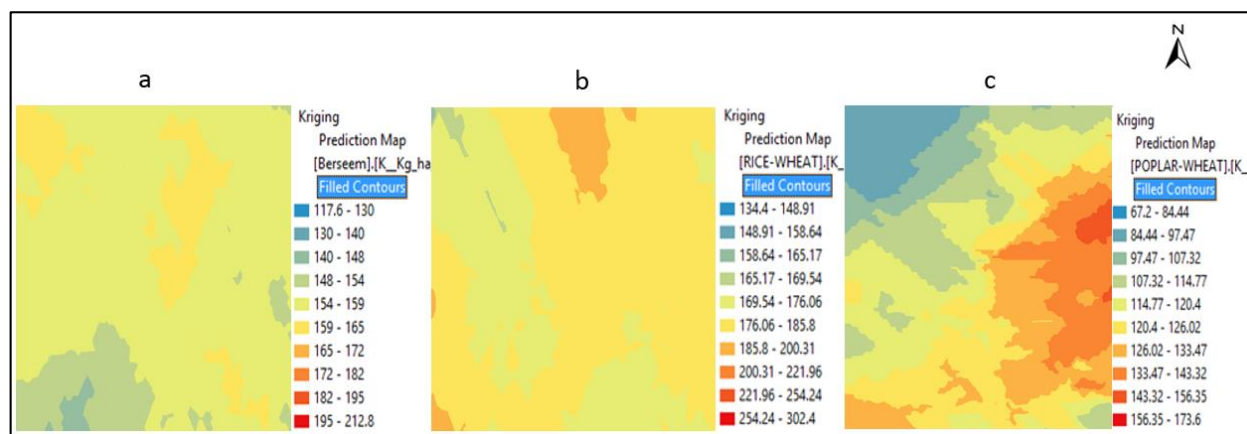 N
a
b
c
Kriging
Prediction Map
[Berseem].[K__Kg_ha
Filled Contours
117.6 - 130
130 - 140
140 - 148
148 - 154
154 - 159
159 - 165
165 - 172
172 - 182
182 - 195
195 - 212.8
Kriging
Prediction Map
[RICE-WHEAT].[K_
Filled Contours
134.4 - 148.91
148.91 - 158.64
158.64 - 165.17
165.17 - 169.54
169.54 - 176.06
176.06 - 185.8
185.8 - 200.31
200.31 - 221.96
221.96 - 254.24
254.24 - 302.4
Kriging
Prediction Map
[POPLAR-WHEAT].[K_
Filled Contours
67.2 - 84.44
84.44 - 97.47
97.47 - 107.32
107.32 - 114.77
114.77 - 120.4
120.4 - 126.02
126.02 - 133.47
133.47 - 143.32
143.32 - 156.35
156.35 - 173.6